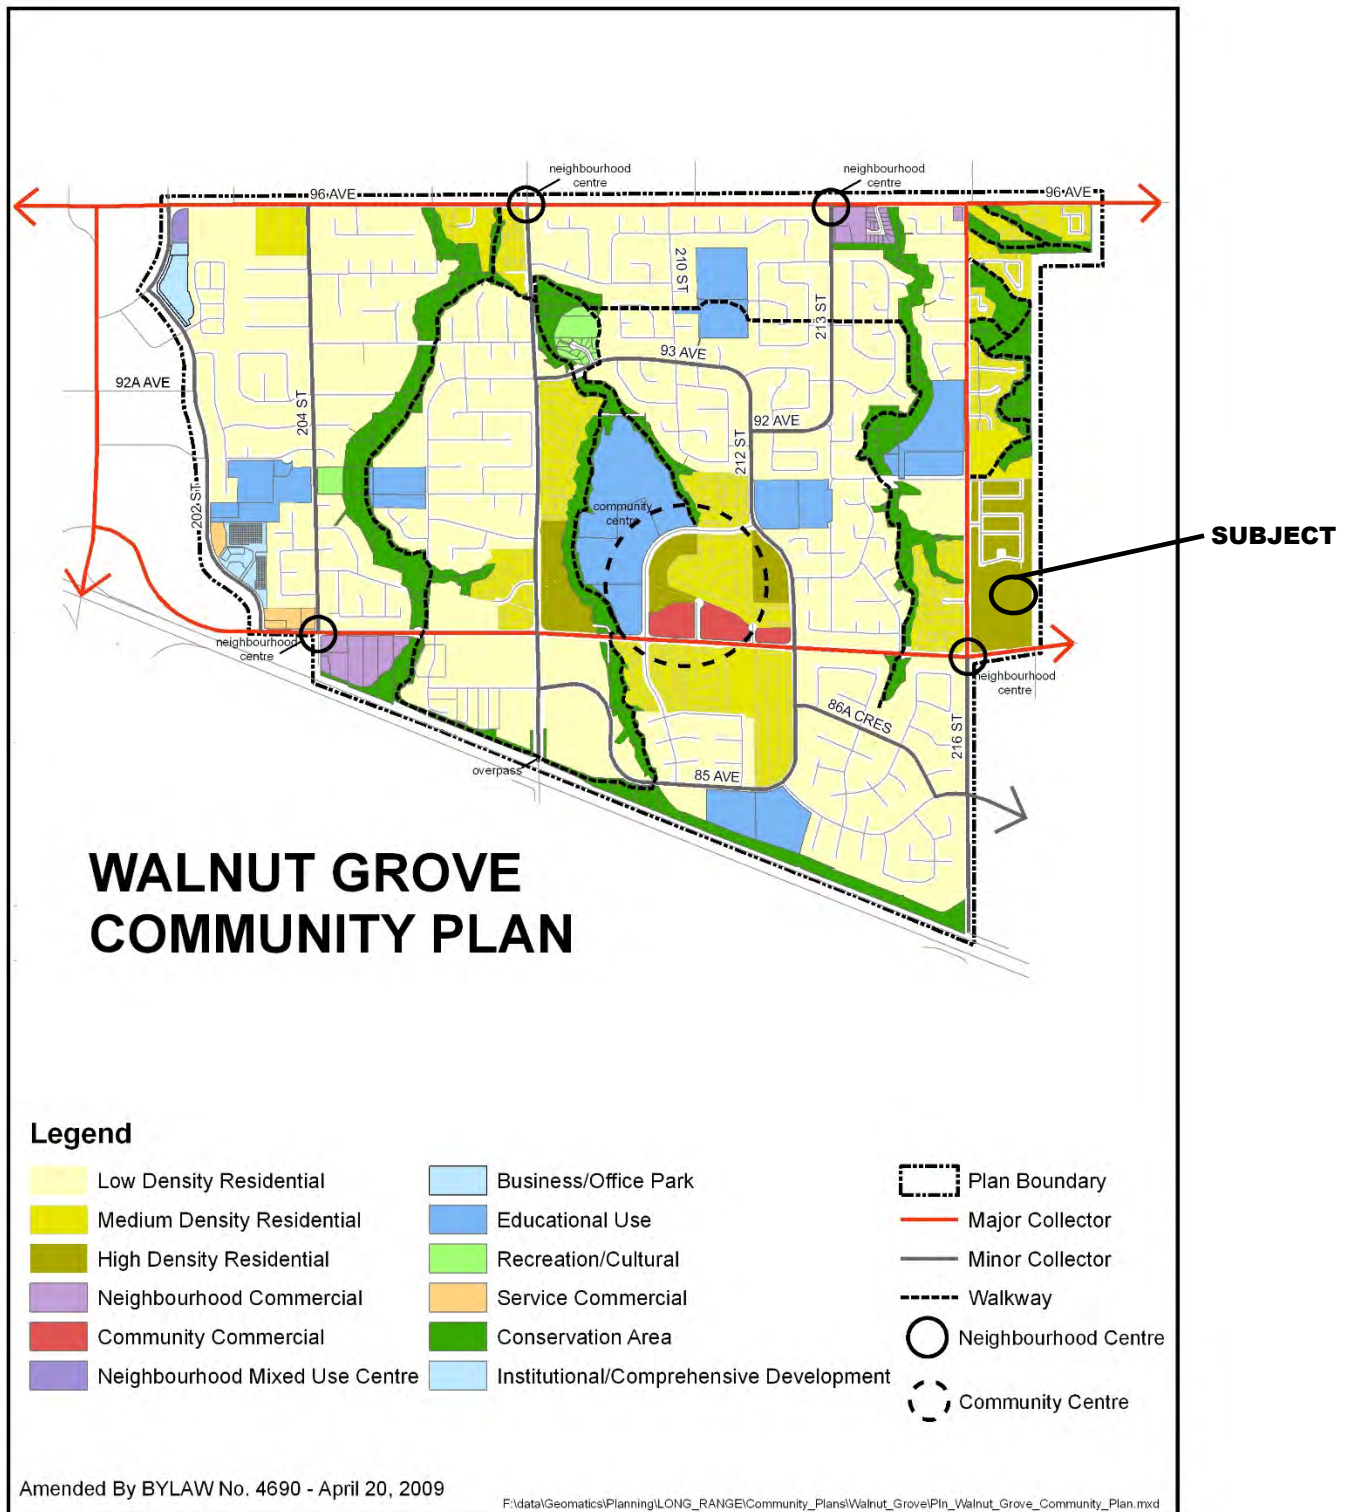 neighbourhood
centre
neighbourhood
centre
96 AVE
96 AVE
210 ST
213 ST
93 AVE
92A AVE
204 ST
92 AVE
212 ST
202 ST
community
centre
SUBJECT
neighbourhood
centre
neighbourhood
centre
86A CRES
216 ST
overpass
85 AVE
WALNUT GROVE
COMMUNITY PLAN
Legend
Low Density Residential
Medium Density Residential
High Density Residential
Neighbourhood Commercial
Community Commercial
Neighbourhood Mixed Use Centre
Business/Office Park
Educational Use
Recreation/Cultural
Service Commercial
Conservation Area
Institutional/Comprehensive Development
Plan Boundary
Major Collector
Minor Collector
Walkway
Neighbourhood Centre
Community Centre
Amended By BYLAW No. 4690 - April 20, 2009
F:\data\Geomatics\Planning\LONG_RANGE\Community_Plans\Walnut_Grove\Pln_Walnut_Grove_Community_Plan.mxd